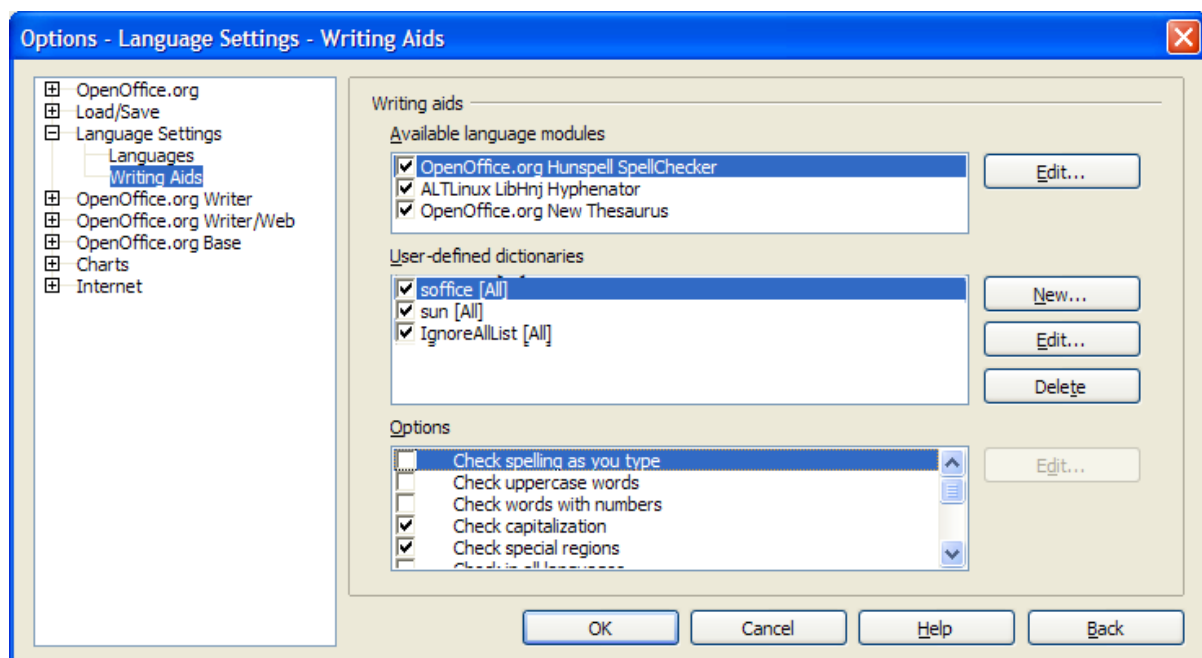 Options - Language Settings - Writing Aids
OpenOffice.org
Load/Save
Language Settings
Languages
Writing Aids
OpenOffice.org Writer
OpenOffice.org Writer/Web
OpenOffice.org Base
Charts
Internet
Writing aids
Available language modules
OpenOffice.org Hunspell SpellChecker
ALTLinux LibHnj Hyphenator
OpenOffice.org New Thesaurus
Edit...
User-defined dictionaries
soffice [All]
sun [All]
IgnoreAllList [All]
New...
Edit...
Delete
Options
Check spelling as you type
Check uppercase words
Check words with numbers
Check capitalization
Check special regions
Check in all languages
Edit...
OK
Cancel
Help
Back